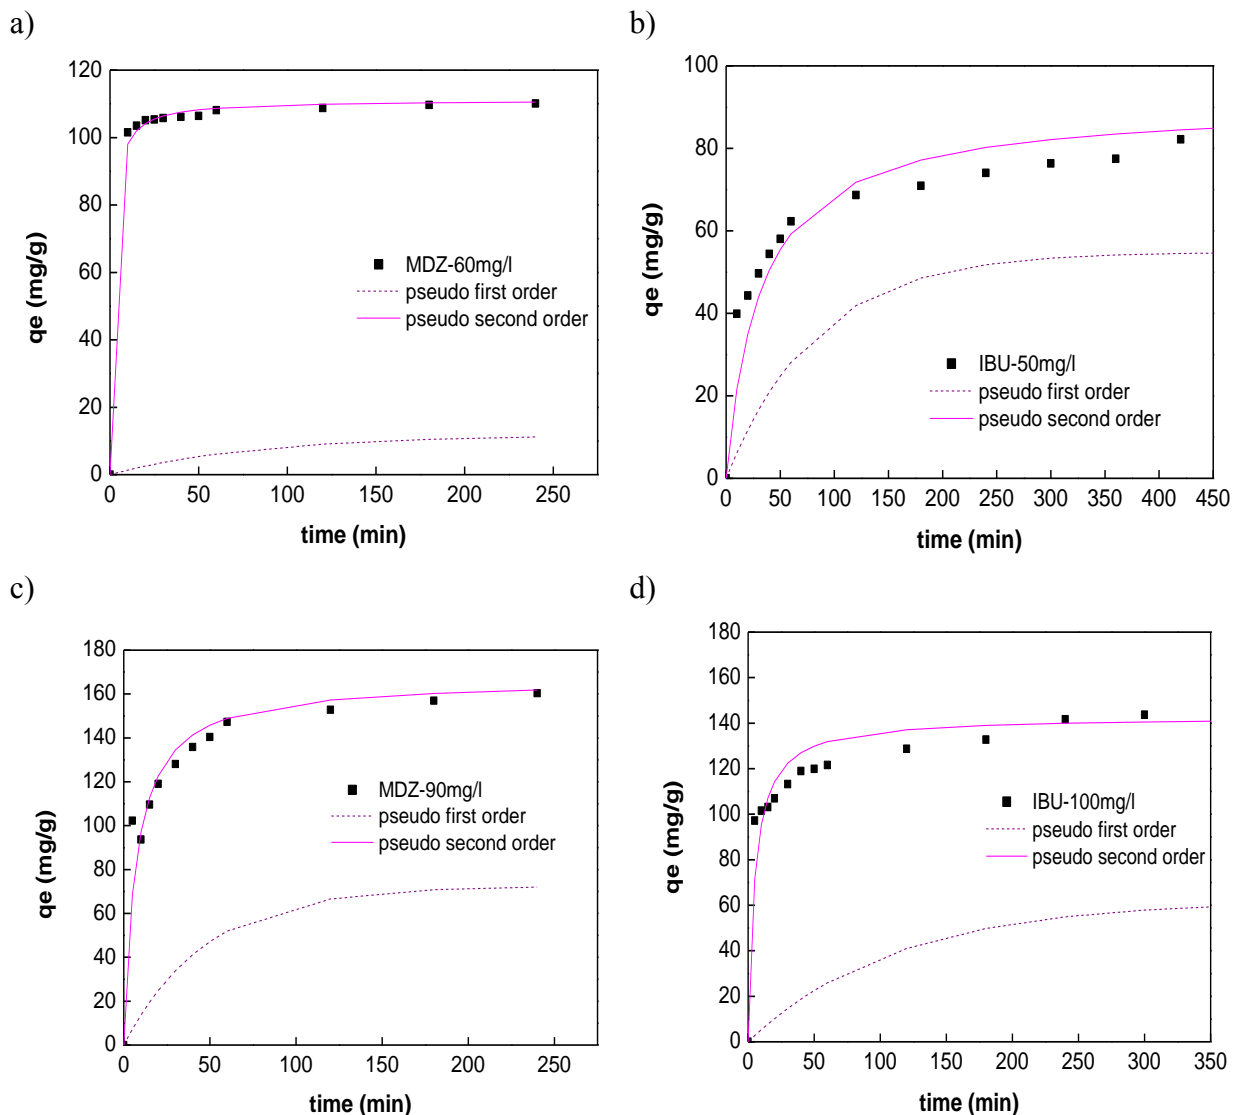 a)
120
100
80
60
40
20
0
qe (mg/g)
MDZ-60mg/l
pseudo first order
pseudo second order
0 50 100 150 200 250
time (min)
b)
100
80
60
40
20
0
qe (mg/g)
IBU-50mg/l
pseudo first order
pseudo second order
0 50 100 150 200 250 300 350 400 450
time (min)
c)
180
160
140
120
100
80
60
40
20
0
qe (mg/g)
MDZ-90mg/l
pseudo first order
pseudo second order
0 50 100 150 200 250
time (min)
d)
180
160
140
120
100
80
60
40
20
0
qe (mg/g)
IBU-100mg/l
pseudo first order
pseudo second order
0 50 100 150 200 250 300 350
time (min)